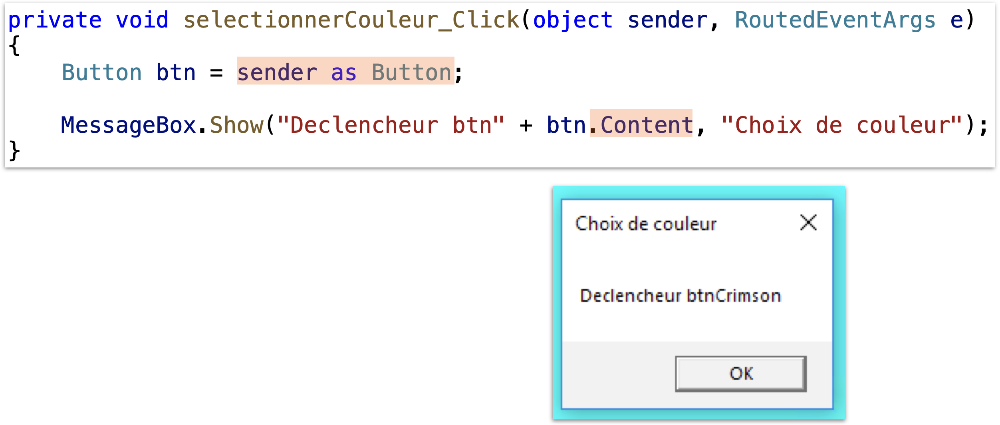 private void selectionnerCouleur_Click(object sender, RoutedEventArgs e)
{
    Button btn = sender as Button;
    MessageBox.Show("Declencheur btn" + btn.Content, "Choix de couleur");
}
Choix de couleur
Declencheur btnCrimson
OK